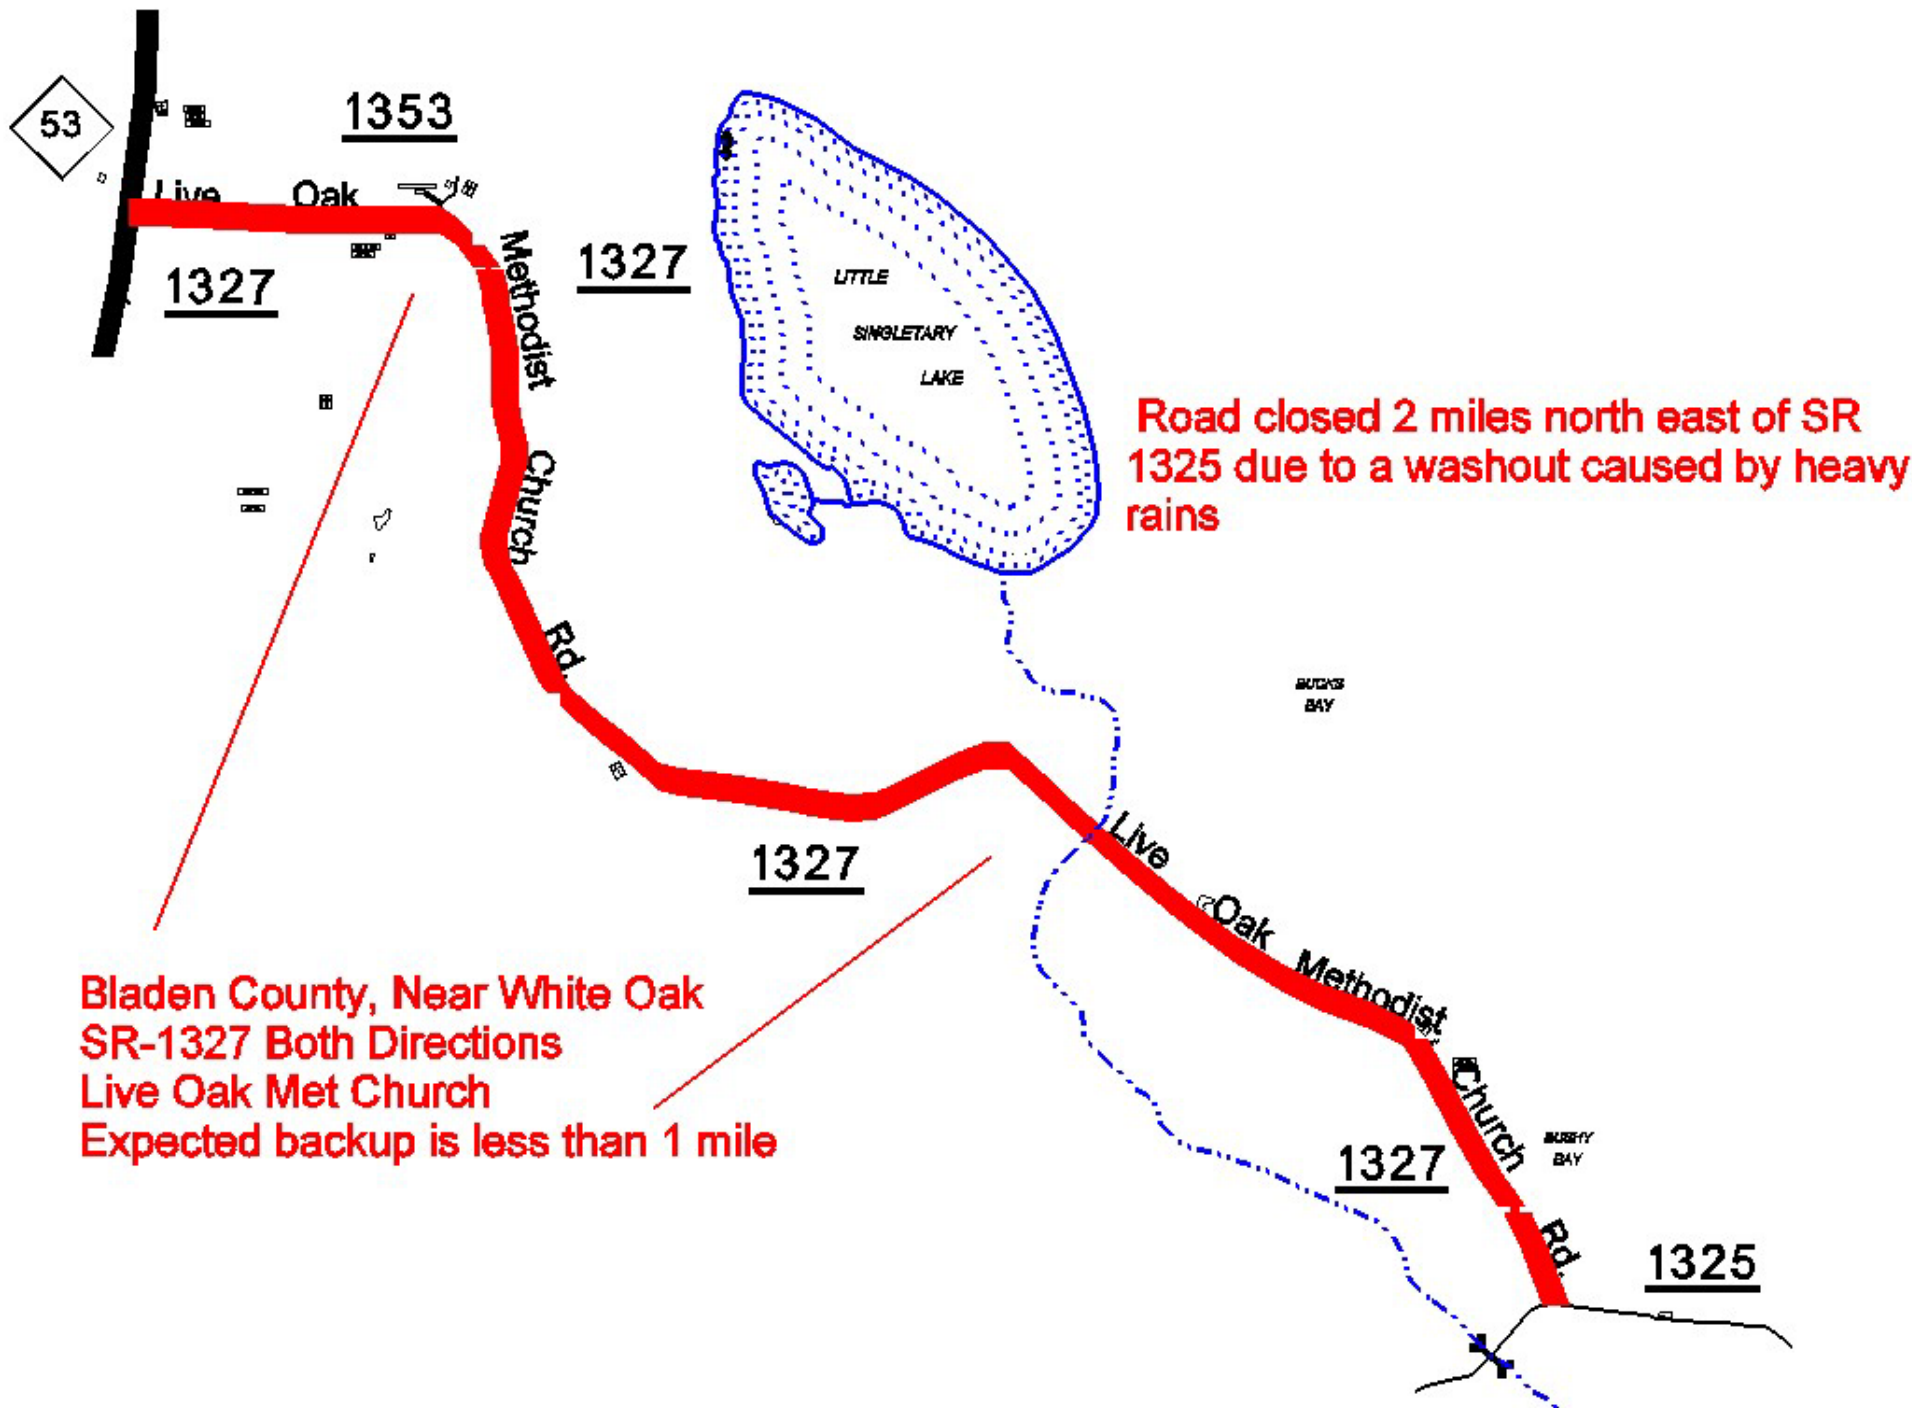 53
1353
Live Oak Methodist Church Rd.
1327
1327
LITTLE
SINGLETARY
LAKE
Road closed 2 miles north east of SR
1325 due to a washout caused by heavy
rains
BUCKS
BAY
1327
Live Oak Methodist Church Rd.
Bladen County, Near White Oak
SR-1327 Both Directions
Live Oak Met Church
Expected backup is less than 1 mile
1327
BUSHY
BAY
1325